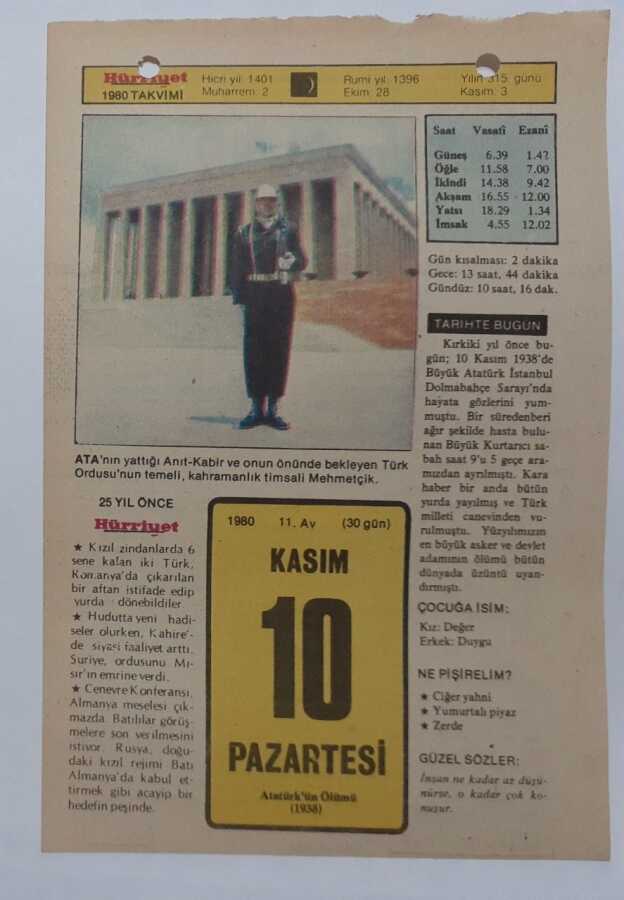 Hürriyet
1980 TAKVİMİ
Hicri yıl: 1401
Muharrem: 2
Rumi yıl: 1396
Ekim: 28
Yılın 315. günü
Kasım: 3
Saat Vasatî Ezanî
Güneş 6.39 1.42
Öğle 11.58 7.00
İkindi 14.38 9.42
Akşam 16.55 12.00
Yatsı 18.29 1.34
İmsak 4.55 12.02
Gün kısalması: 2 dakika
Gece: 13 saat, 44 dakika
Gündüz: 10 saat, 16 dak.
TARİHTE BUGÜN
Kırkiki yıl önce bu-
gün; 10 Kasım 1938'de
Büyük Atatürk İstanbul
Dolmabahçe Sarayı'nda
hayata gözlerini yum-
muştu. Bir süredenberi
ağır şekilde hasta bulu-
nan Büyük Kurtarıcı sa-
bah saat 9'u 5 geçe ara-
mızdan ayrılmıştı. Kara
haber bir anda bütün
yurda yayılmış ve Türk
milleti canevinden vu-
rulmuştu. Yüzyılımızın
en büyük asker ve devlet
adamının ölümü bütün
dünyada üzüntü uyan-
dırmıştı.
ÇOCUĞA İSİM:
Kız: Değer
Erkek: Duygu
NE PİŞİRELİM?
★ Ciğer yahni
★ Yumurtalı piyaz
★ Zerde
GÜZEL SÖZLER:
İnsan ne kadar az düşü-
nürse, o kadar çok ko-
nuşur.
ATA'nın yattığı Anıt-Kabir ve onun önünde bekleyen Türk
Ordusu'nun temeli, kahramanlık timsali Mehmetçik.
25 YIL ÖNCE
Hürriyet
★ Kızıl zindanlarda 6
sene kalan iki Türk,
Romanya'da çıkarılan
bir aftan istifade edip
yurda dönebildiler
★ Hudutta yeni hadi-
seler olurken, Kahire'-
de siyasi faaliyet arttı.
Suriye, ordusunu Mı-
sır'ın emrine verdi.
★ Cenevre Konferansı,
Almanya meselesi çık-
mazda. Batılılar görüş-
melere son verilmesini
istiyor. Rusya, doğu-
daki kızıl rejimi Batı
Almanya'da kabul et-
tirmek gibi acayip bir
hedefin peşinde.
1980 11. Av (30 gün)
KASIM
10
PAZARTESİ
Atatürk'ün Ölümü
(1938)